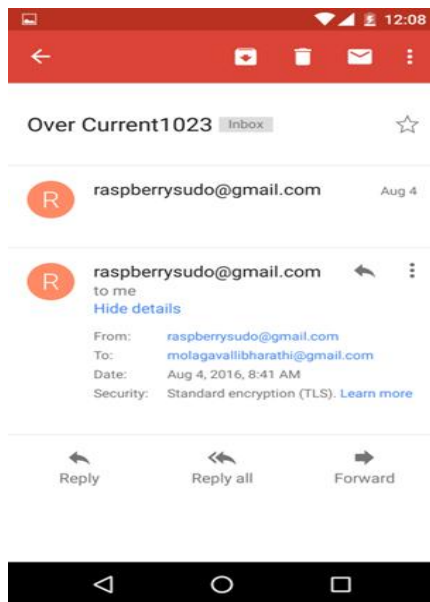 12:08
Over Current1023 Inbox
R
raspberrysudo@gmail.com Aug 4
R
raspberrysudo@gmail.com
to me
Hide details
From: raspberrysudo@gmail.com
To: molagavallibharathi@gmail.com
Date: Aug 4, 2016, 8:41 AM
Security: Standard encryption (TLS). Learn more
Reply Reply all Forward